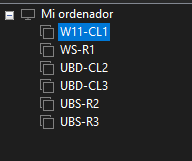 Mi ordenador
W11-CL1
WS-R1
UBD-CL2
UBD-CL3
UBS-R2
UBS-R3